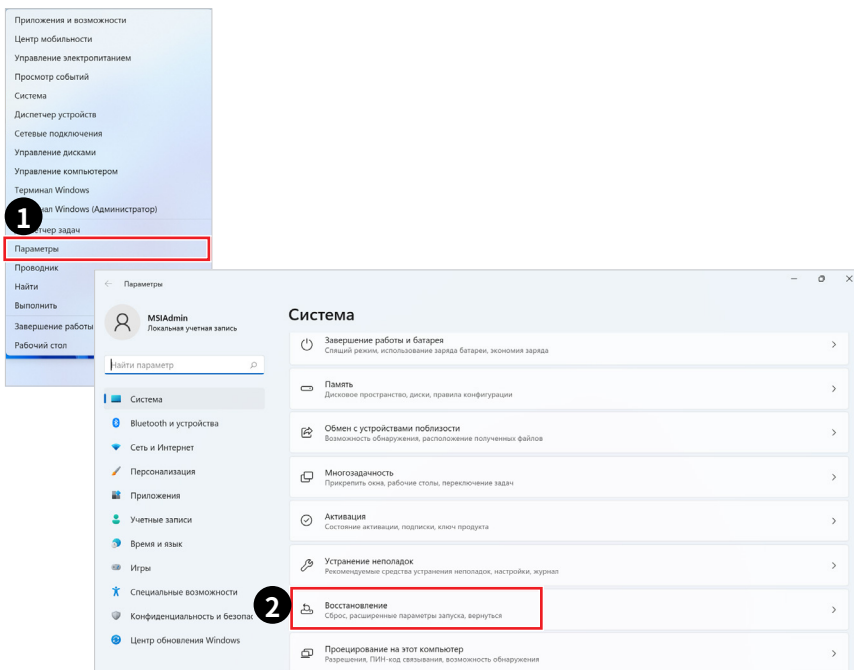 Приложения и возможности
Центр мобильности
Управление электропитанием
Просмотр событий
Система
Диспетчер устройств
Сетевые подключения
Управление дисками
Управление компьютером
Терминал Windows
Windows (Администратор)
1
задач
Параметры
Проводник
Найти
Выполнить
Завершение работы
Рабочий стол
Параметры
MSIAdmin
Локальная учетная запись
Найти параметр
Система
Bluetooth и устройства
Сеть и Интернет
Персонализация
Приложения
Учетные записи
Время и язык
Игры
Специальные возможности
Конфиденциальность и безопас
Центр обновления Windows
Система
Завершение работы и батарея
Спящий режим, использование заряда батареи, экономия заряда
Память
Дисковое пространство, диски, правила конфигурации
Обмен с устройствами поблизости
Возможность обнаружения, расположение полученных файлов
Многозадачность
Прикрепить окна, рабочие столы, переключение задач
Активация
Состояние активации, подписки, ключ продукта
Устранение неполадок
Рекомендуемые средства устранения неполадок, настройки, журнал
2
Восстановление
Сброс, расширенные параметры запуска, вернуться
Проецирование на этот компьютер
Разрешения, ПИН-код связывания, возможность обнаружения